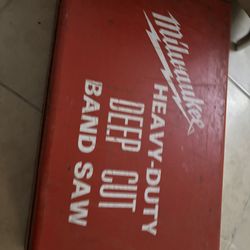 Milwaukee
HEAVY-DUTY
DEEP CUT
BAND SAW